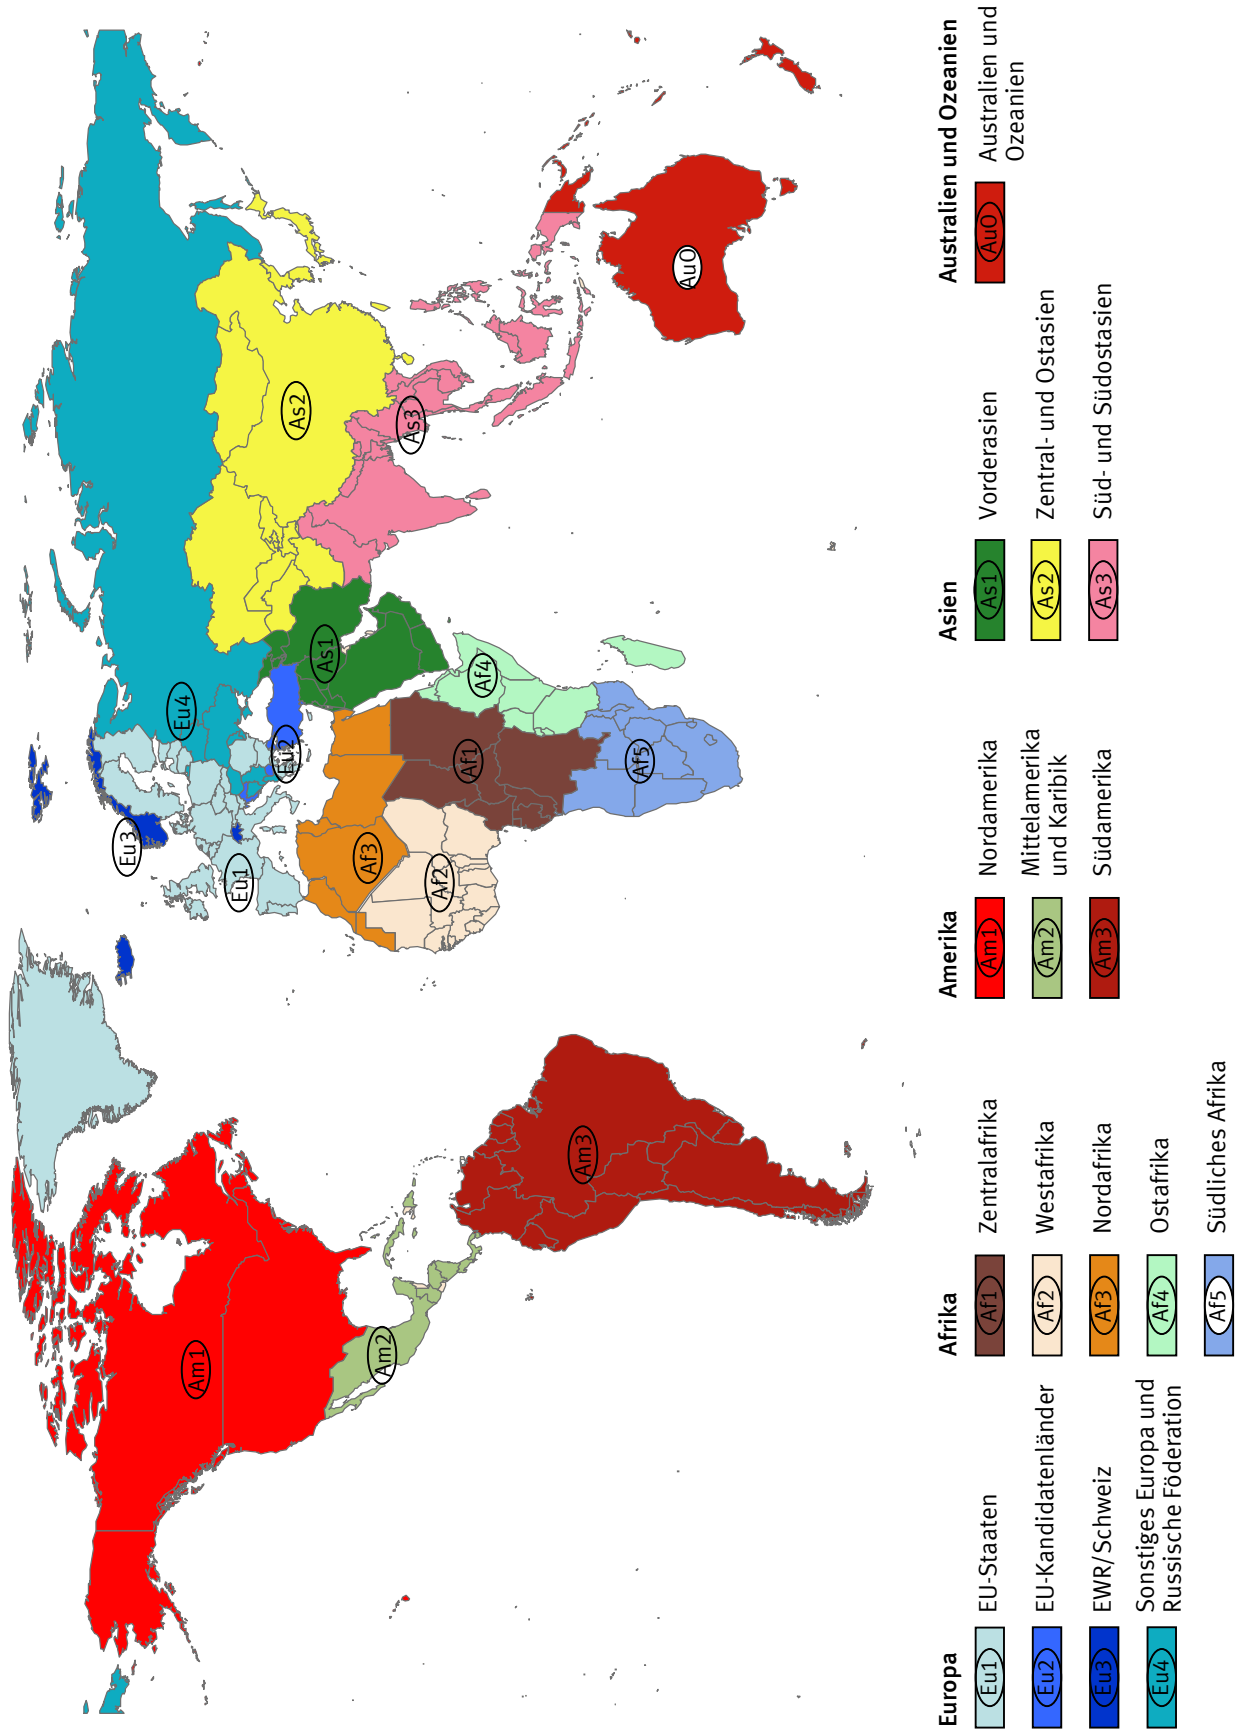 Eu3
Eu4
Eu1
Eu2
Am1
Am2
Am3
Af3
Af2
Af1
Af4
Af5
As1
As2
As3
AuO
Europa
Eu1 EU-Staaten
Eu2 EU-Kandidatenländer
Eu3 EWR/Schweiz
Eu4 Sonstiges Europa und
Russische Föderation
Afrika
Af1 Zentralafrika
Af2 Westafrika
Af3 Nordafrika
Af4 Ostafrika
Af5 Südliches Afrika
Amerika
Am1 Nordamerika
Am2 Mittelamerika
und Karibik
Am3 Südamerika
Asien
As1 Vorderasien
As2 Zentral- und Ostasien
As3 Süd- und Südostasien
Australien und Ozeanien
AuO Australien und
Ozeanien